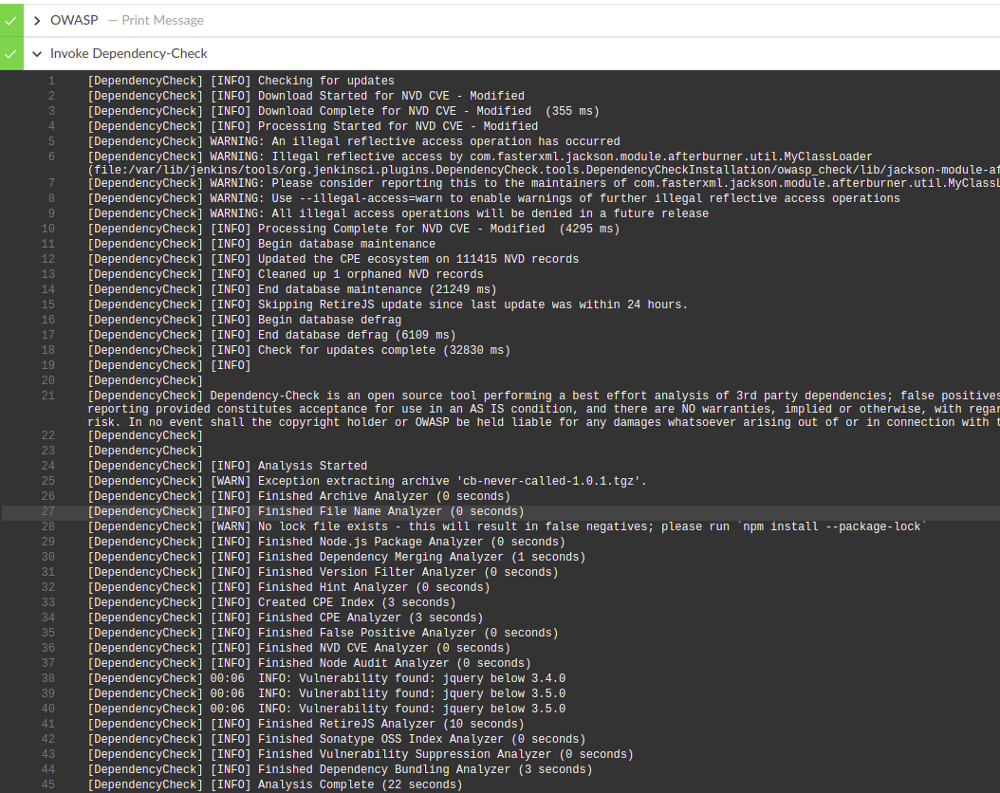 OWASP — Print Message
Invoke Dependency-Check
1 [DependencyCheck] [INFO] Checking for updates
2 [DependencyCheck] [INFO] Download Started for NVD CVE - Modified
3 [DependencyCheck] [INFO] Download Complete for NVD CVE - Modified  (355 ms)
4 [DependencyCheck] [INFO] Processing Started for NVD CVE - Modified
5 [DependencyCheck] WARNING: An illegal reflective access operation has occurred
6 [DependencyCheck] WARNING: Illegal reflective access by com.fasterxml.jackson.module.afterburner.util.MyClassLoader
(file:/var/lib/jenkins/tools/org.jenkinsci.plugins.DependencyCheck.tools.DependencyCheckInstallation/owasp_check/lib/jackson-module-af
7 [DependencyCheck] WARNING: Please consider reporting this to the maintainers of com.fasterxml.jackson.module.afterburner.util.MyClassL
8 [DependencyCheck] WARNING: Use --illegal-access=warn to enable warnings of further illegal reflective access operations
9 [DependencyCheck] WARNING: All illegal access operations will be denied in a future release
10 [DependencyCheck] [INFO] Processing Complete for NVD CVE - Modified  (4295 ms)
11 [DependencyCheck] [INFO] Begin database maintenance
12 [DependencyCheck] [INFO] Updated the CPE ecosystem on 111415 NVD records
13 [DependencyCheck] [INFO] Cleaned up 1 orphaned NVD records
14 [DependencyCheck] [INFO] End database maintenance (21249 ms)
15 [DependencyCheck] [INFO] Skipping RetireJS update since last update was within 24 hours.
16 [DependencyCheck] [INFO] Begin database defrag
17 [DependencyCheck] [INFO] End database defrag (6109 ms)
18 [DependencyCheck] [INFO] Check for updates complete (32830 ms)
19 [DependencyCheck] [INFO]
20 [DependencyCheck]
21 [DependencyCheck] Dependency-Check is an open source tool performing a best effort analysis of 3rd party dependencies; false positives
reporting provided constitutes acceptance for use in an AS IS condition, and there are NO warranties, implied or otherwise, with regar
risk. In no event shall the copyright holder or OWASP be held liable for any damages whatsoever arising out of or in connection with t
22 [DependencyCheck]
23 [DependencyCheck]
24 [DependencyCheck] [INFO] Analysis Started
25 [DependencyCheck] [WARN] Exception extracting archive 'cb-never-called-1.0.1.tgz'.
26 [DependencyCheck] [INFO] Finished Archive Analyzer (0 seconds)
27 [DependencyCheck] [INFO] Finished File Name Analyzer (0 seconds)
28 [DependencyCheck] [WARN] No lock file exists - this will result in false negatives; please run `npm install --package-lock`
29 [DependencyCheck] [INFO] Finished Node.js Package Analyzer (0 seconds)
30 [DependencyCheck] [INFO] Finished Dependency Merging Analyzer (1 seconds)
31 [DependencyCheck] [INFO] Finished Version Filter Analyzer (0 seconds)
32 [DependencyCheck] [INFO] Finished Hint Analyzer (0 seconds)
33 [DependencyCheck] [INFO] Created CPE Index (3 seconds)
34 [DependencyCheck] [INFO] Finished CPE Analyzer (3 seconds)
35 [DependencyCheck] [INFO] Finished False Positive Analyzer (0 seconds)
36 [DependencyCheck] [INFO] Finished NVD CVE Analyzer (0 seconds)
37 [DependencyCheck] [INFO] Finished Node Audit Analyzer (0 seconds)
38 [DependencyCheck] 00:06  INFO: Vulnerability found: jquery below 3.4.0
39 [DependencyCheck] 00:06  INFO: Vulnerability found: jquery below 3.5.0
40 [DependencyCheck] 00:06  INFO: Vulnerability found: jquery below 3.5.0
41 [DependencyCheck] [INFO] Finished RetireJS Analyzer (10 seconds)
42 [DependencyCheck] [INFO] Finished Sonatype OSS Index Analyzer (0 seconds)
43 [DependencyCheck] [INFO] Finished Vulnerability Suppression Analyzer (0 seconds)
44 [DependencyCheck] [INFO] Finished Dependency Bundling Analyzer (3 seconds)
45 [DependencyCheck] [INFO] Analysis Complete (22 seconds)